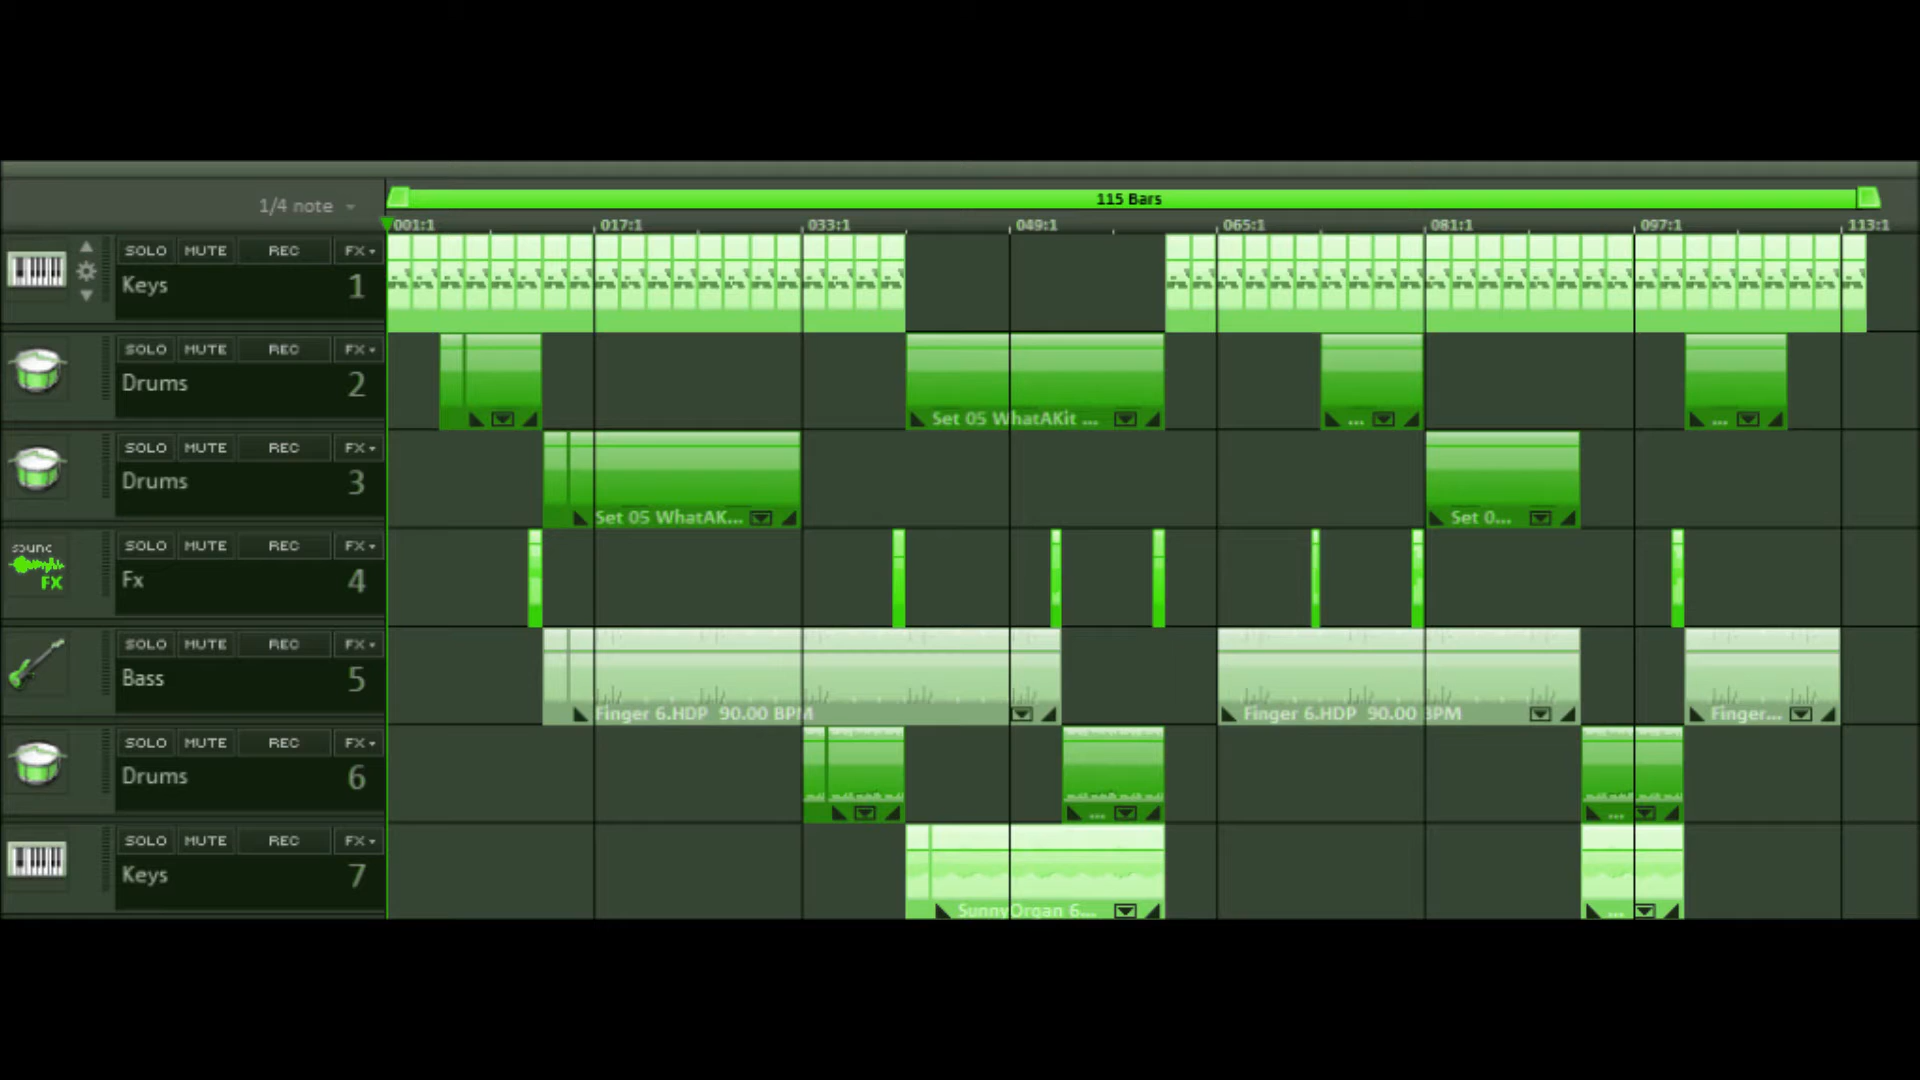 115 Bars
1/4 note
001:1 017:1 033:1 049:1 065:1 081:1 097:1 113:1
SOLO MUTE REC FX
Keys 1
SOLO MUTE REC FX
Drums 2
Set 05 WhatAKit ... ... ...
SOLO MUTE REC FX
Drums 3
Set 05 WhatAK... Set 0...
sound
FX
SOLO MUTE REC FX
Fx 4
SOLO MUTE REC FX
Bass 5
Finger 6.HDP 90.00 BPM Finger 6.HDP 90.00 BPM Finger...
SOLO MUTE REC FX
Drums 6
... ...
SOLO MUTE REC FX
Keys 7
SunnyOrgan 6... ...